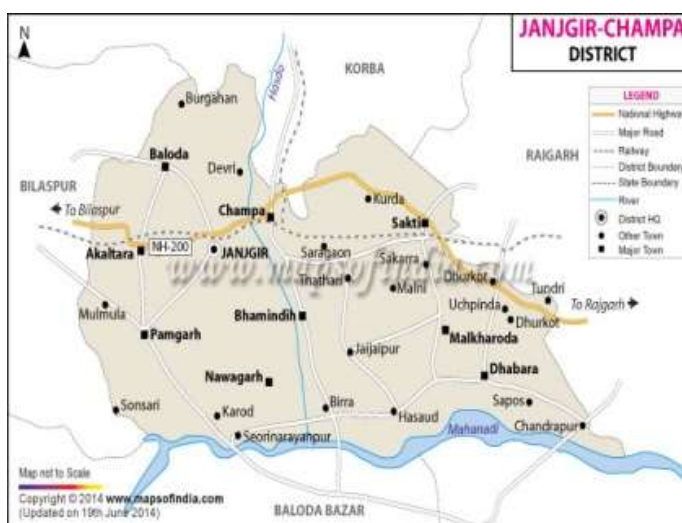 JANJGIR-CHAMPA
DISTRICT
N
KORBA
Hasdo
Burgahan
LEGEND
National Highway
Major Road
Railway
District Boundary
State Boundary
River
District HQ
Other Town
Major Town
Baloda
Devri
RAIGARH
BILASPUR
To Bilaspur
Kurda
Champa
Sakti
NH-200
JANJGIR
Akaltara
Saragaon
Sakarra
www.mapsofindia.com
Thathari
Malni
Dhurkot
Tundri
Uchpinda
To Rajgarh
Mulmula
Bhamindih
Dhurkot
Pamgarh
Malkharoda
Jaijaipur
Nawagarh
Dhabara
Sonsari
Karod
Birra
Hasaud
Sapos
Chandrapur
Seorinarayanpur
Mahanadi
Map not to Scale
Copyright © 2014 www.mapsofindia.com
(Updated on 19th June 2014)
BALODA BAZAR